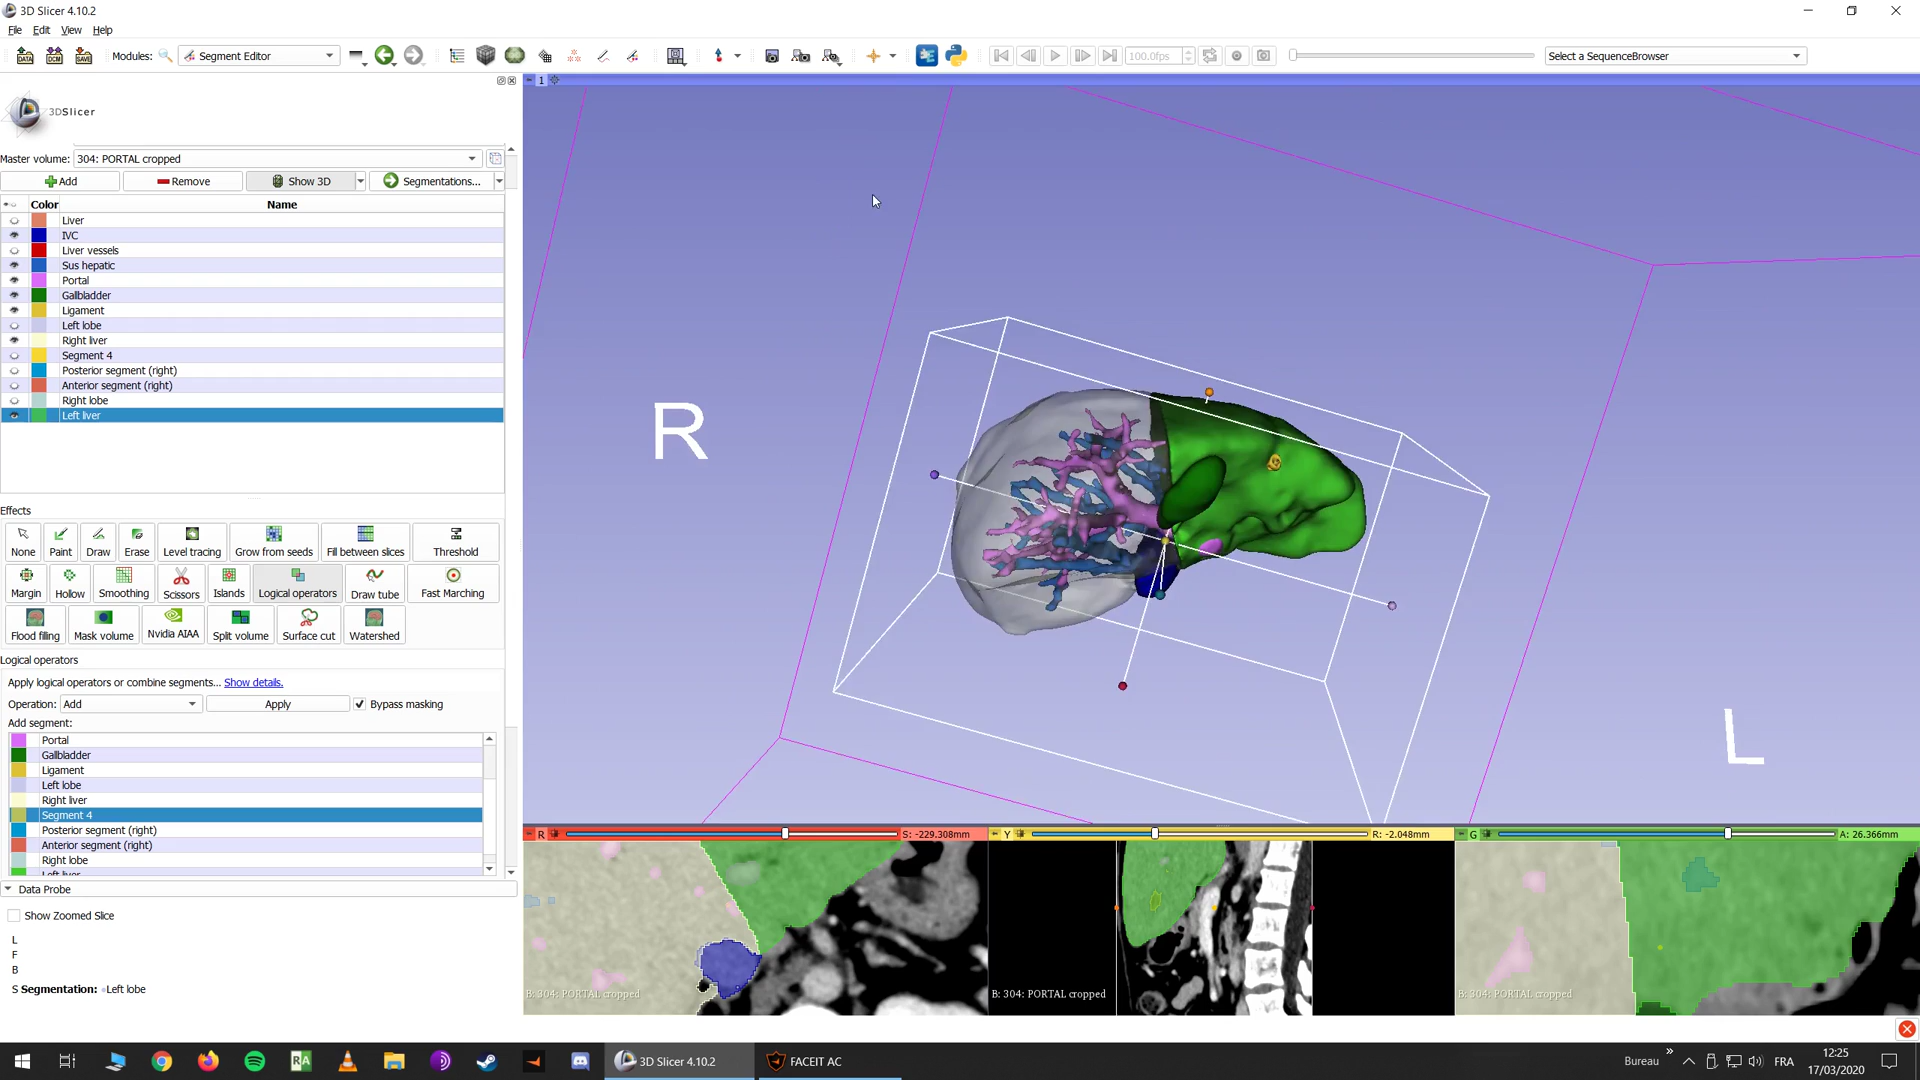 3D Slicer 4.10.2
File Edit View Help
DATA DCM SAVE Modules: Segment Editor 100.0fps Select a SequenceBrowser
1
3DSlicer
Master volume: 304: PORTAL cropped
Add Remove Show 3D Segmentations...
Color Name
Liver
IVC
Liver vessels
Sus hepatic
Portal
Gallbladder
Ligament
Left lobe
Right liver
Segment 4
Posterior segment (right)
Anterior segment (right)
Right lobe
Left liver
Effects
None Paint Draw Erase Level tracing Grow from seeds Fill between slices Threshold
Margin Hollow Smoothing Scissors Islands Logical operators Draw tube Fast Marching
Flood filling Mask volume Nvidia AIAA Split volume Surface cut Watershed
Logical operators
Apply logical operators or combine segments... Show details.
Operation: Add Apply Bypass masking
Add segment:
Portal
Gallbladder
Ligament
Left lobe
Right liver
Segment 4
Posterior segment (right)
Anterior segment (right)
Right lobe
Left liver
Data Probe
Show Zoomed Slice
L
F
B
S Segmentation: Left lobe
R
L
R S: -229.308mm Y R: -2.048mm G A: 26.366mm
B: 304: PORTAL cropped B: 304: PORTAL cropped B: 304: PORTAL cropped
3D Slicer 4.10.2 FACEIT AC Bureau FRA 12:25
17/03/2020